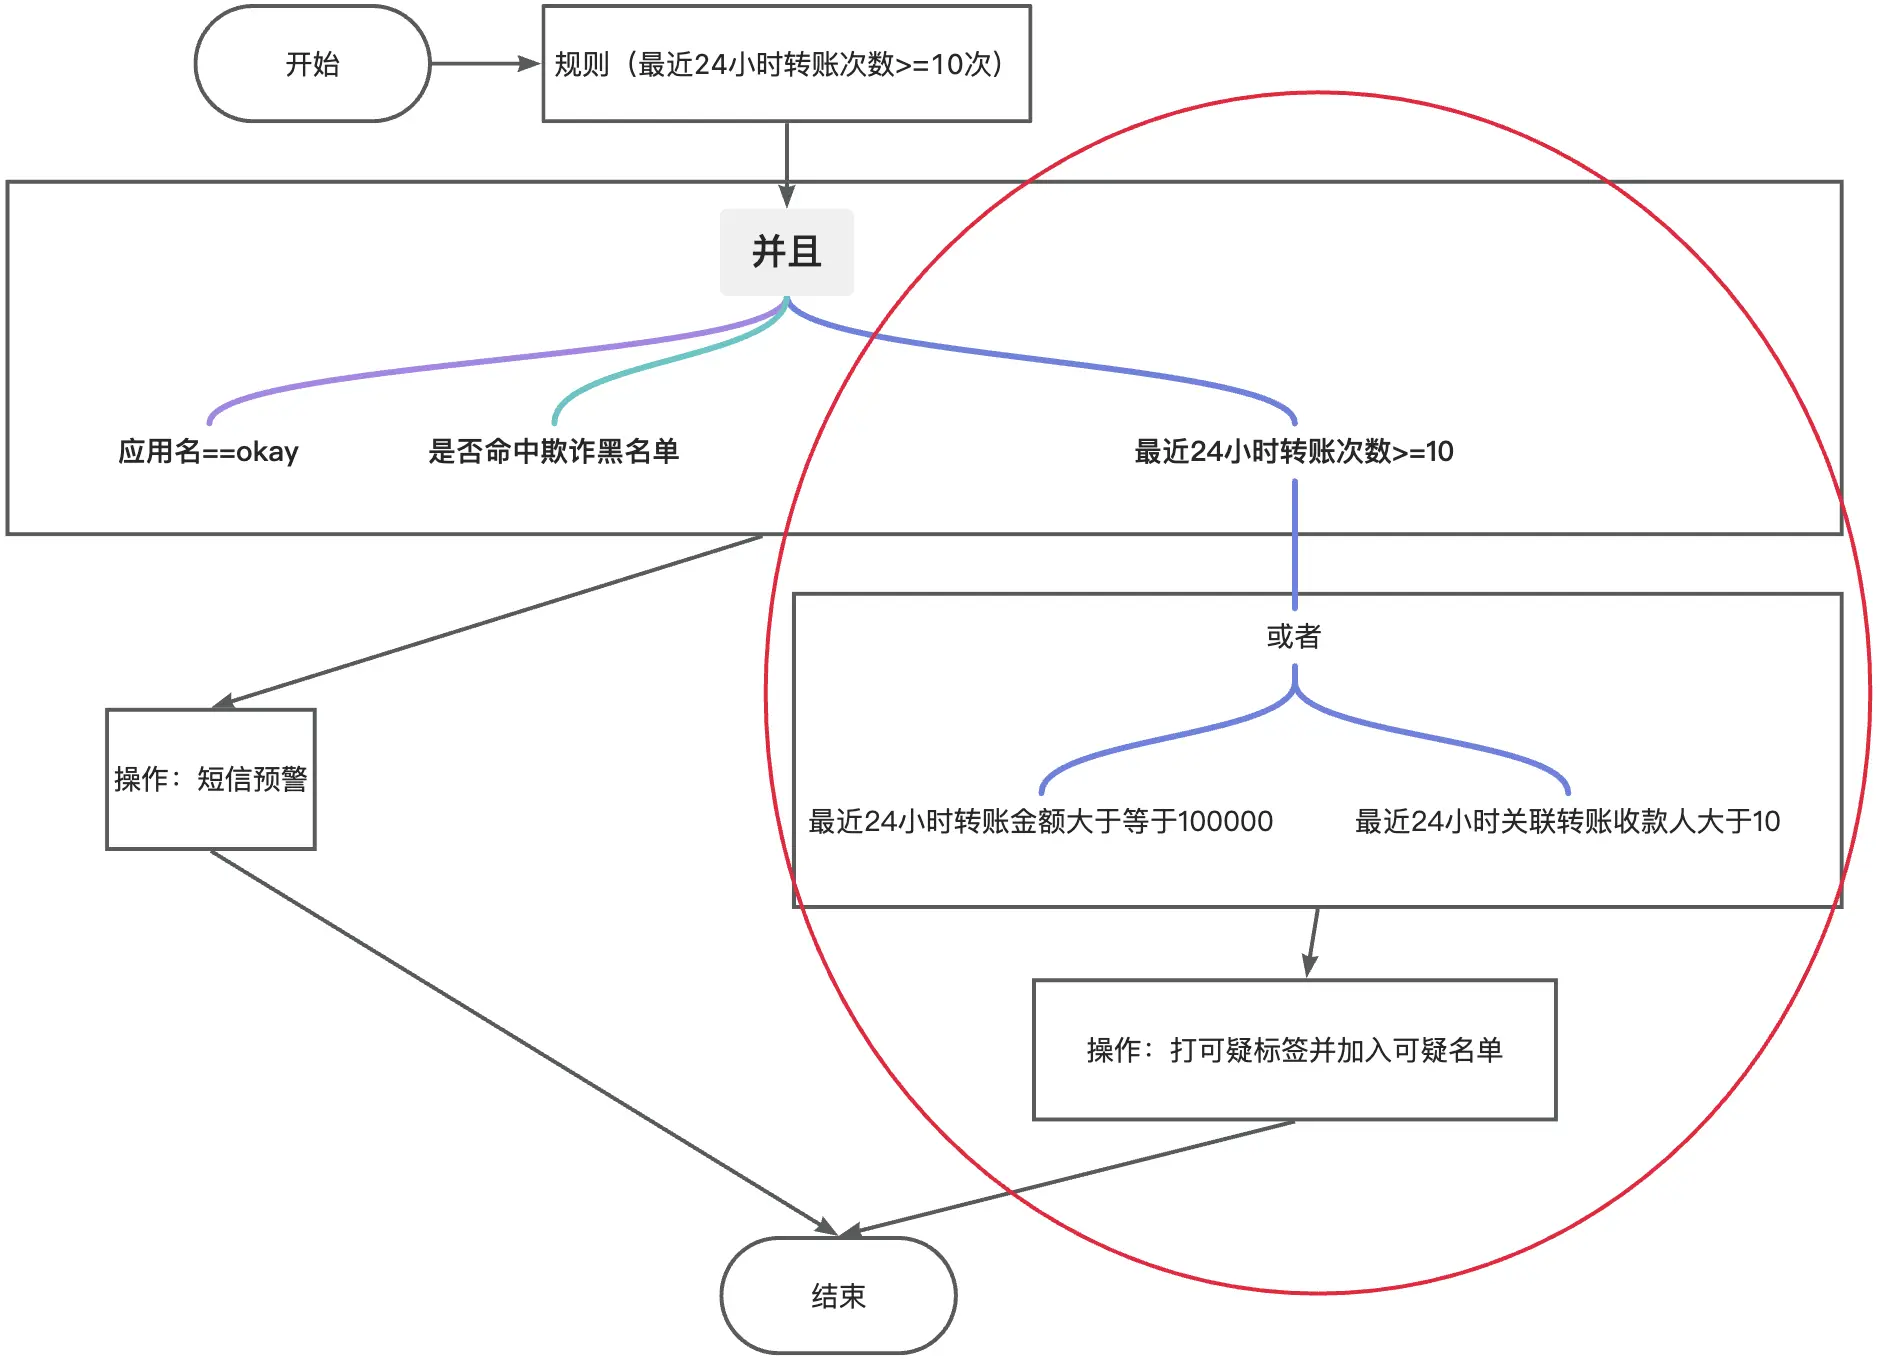 开始
规则（最近24小时转账次数>=10次）
并且
应用名==okay
是否命中欺诈黑名单
最近24小时转账次数>=10
或者
操作：短信预警
最近24小时转账金额大于等于100000
最近24小时关联转账收款人大于10
操作：打可疑标签并加入可疑名单
结束